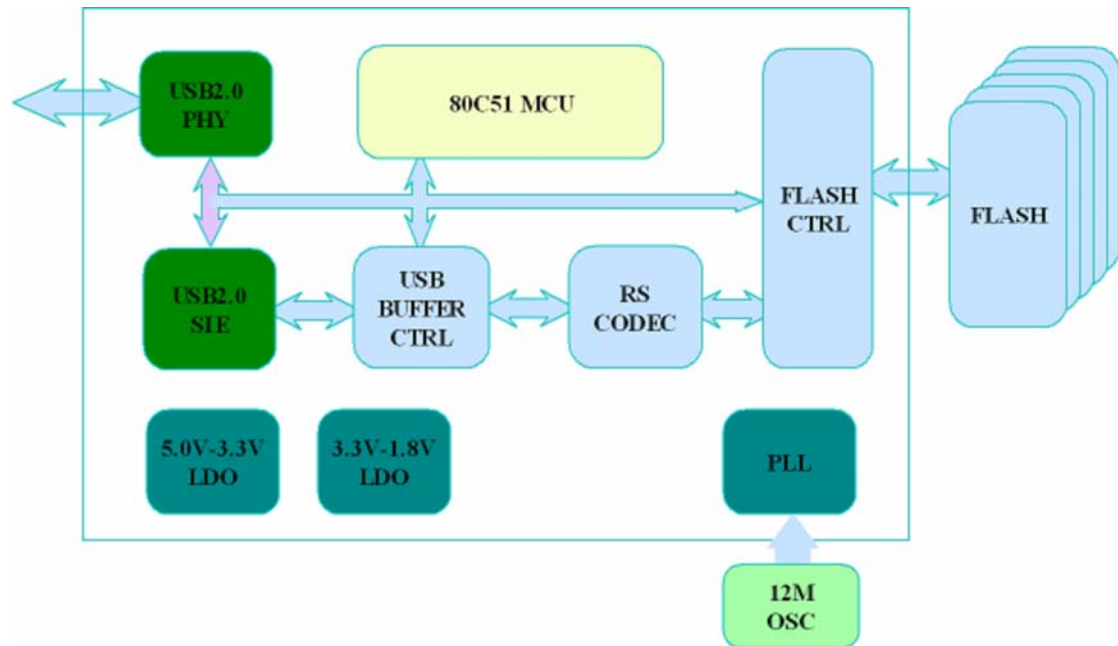 USB2.0
PHY
80C51 MCU
FLASH
CTRL
FLASH
USB2.0
SIE
USB
BUFFER
CTRL
RS
CODEC
5.0V-3.3V
LDO
3.3V-1.8V
LDO
PLL
12M
OSC